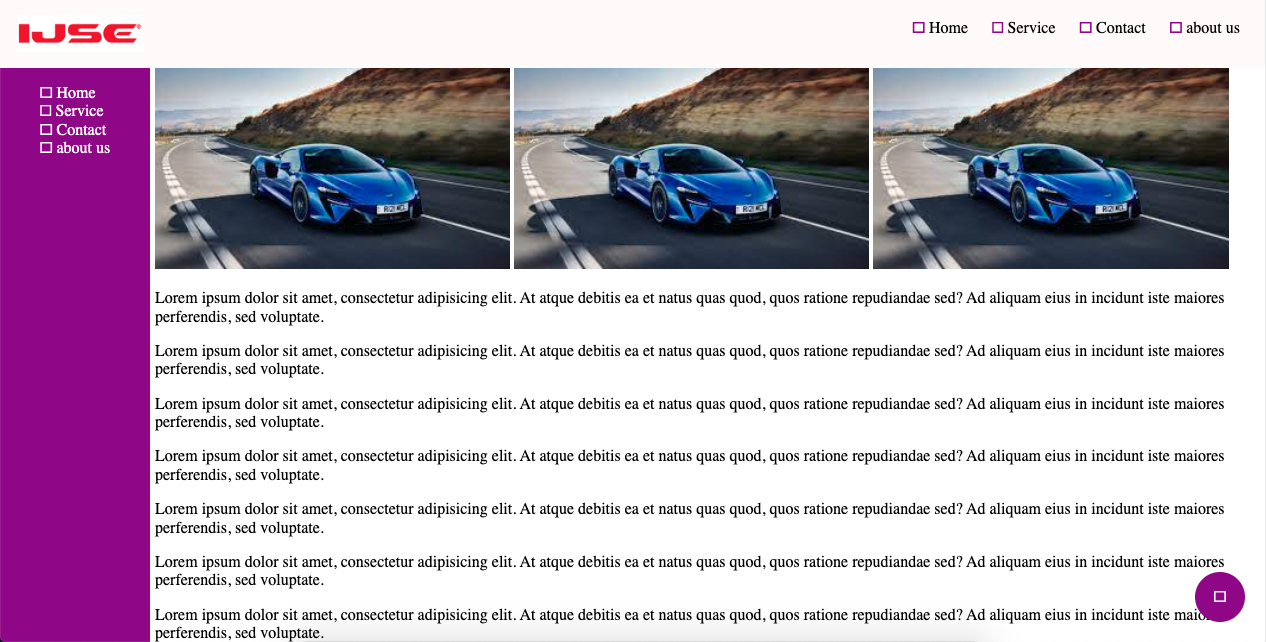 IJSE®
Home Service Contact about us
Home
Service
Contact
about us
Lorem ipsum dolor sit amet, consectetur adipisicing elit. At atque debitis ea et natus quas quod, quos ratione repudiandae sed? Ad aliquam eius in incidunt iste maiores
perferendis, sed voluptate.
Lorem ipsum dolor sit amet, consectetur adipisicing elit. At atque debitis ea et natus quas quod, quos ratione repudiandae sed? Ad aliquam eius in incidunt iste maiores
perferendis, sed voluptate.
Lorem ipsum dolor sit amet, consectetur adipisicing elit. At atque debitis ea et natus quas quod, quos ratione repudiandae sed? Ad aliquam eius in incidunt iste maiores
perferendis, sed voluptate.
Lorem ipsum dolor sit amet, consectetur adipisicing elit. At atque debitis ea et natus quas quod, quos ratione repudiandae sed? Ad aliquam eius in incidunt iste maiores
perferendis, sed voluptate.
Lorem ipsum dolor sit amet, consectetur adipisicing elit. At atque debitis ea et natus quas quod, quos ratione repudiandae sed? Ad aliquam eius in incidunt iste maiores
perferendis, sed voluptate.
Lorem ipsum dolor sit amet, consectetur adipisicing elit. At atque debitis ea et natus quas quod, quos ratione repudiandae sed? Ad aliquam eius in incidunt iste maiores
perferendis, sed voluptate.
Lorem ipsum dolor sit amet, consectetur adipisicing elit. At atque debitis ea et natus quas quod, quos ratione repudiandae sed? Ad aliquam eius in incidunt iste
perferendis, sed voluptate.